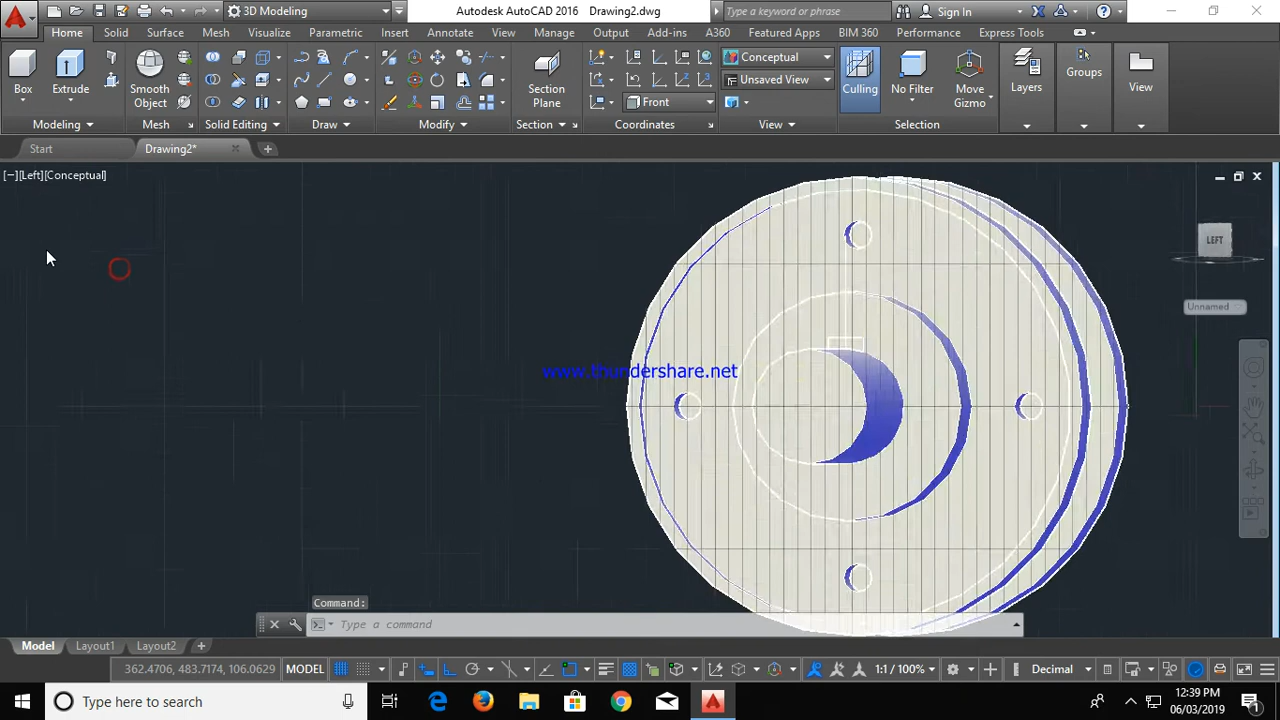 3D Modeling
Autodesk AutoCAD 2016 Drawing2.dwg
Type a keyword or phrase
Sign In
Home Solid Surface Mesh Visualize Parametric Insert Annotate View Manage Output Add-ins A360 Featured Apps BIM 360 Performance Express Tools
Box
Extrude
Smooth Object
Section Plane
Front
Conceptual
Unsaved View
Culling
No Filter
Move Gizmo
Layers
Groups
View
Modeling
Mesh
Solid Editing
Draw
Modify
Section
Coordinates
View
Selection
Start
Drawing2*
[−][Left][Conceptual]
LEFT
Unnamed
www.thundershare.net
Command:
Type a command
Model Layout1 Layout2
362.4706, 483.7174, 106.0629 MODEL
1:1 / 100%
Decimal
Type here to search
12:39 PM
06/03/2019
1